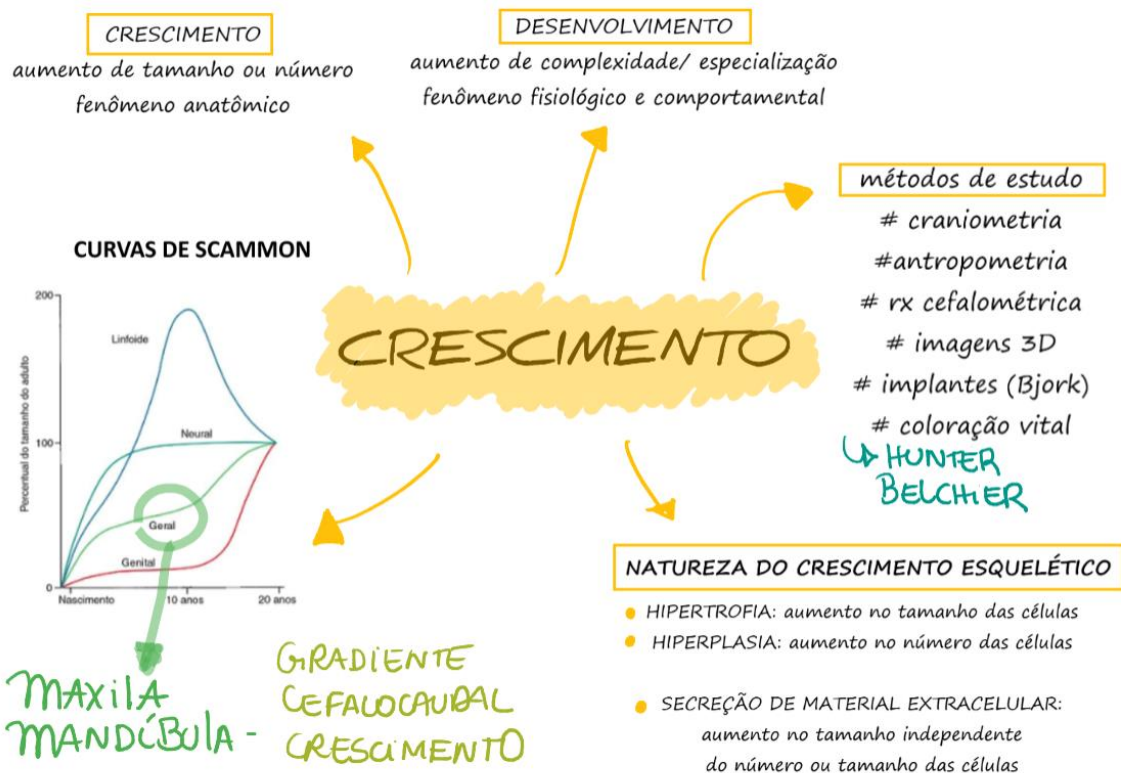 CRESCIMENTO
aumento de tamanho ou número
fenômeno anatômico
DESENVOLVIMENTO
aumento de complexidade/ especialização
fenômeno fisiológico e comportamental
métodos de estudo
# craniometria
#antropometria
# rx cefalométrica
# imagens 3D
# implantes (Bjork)
# coloração vital
HUNTER
BELCHIER
CRESCIMENTO
CURVAS DE SCAMMON
Percentual do tamanho do adulto
200
100
0
Linfoide
Neural
Geral
Genital
Nascimento
10 anos
20 anos
MAXILA
MANDÍBULA -
GRADIENTE
CEFALOCAUDAL
CRESCIMENTO
NATUREZA DO CRESCIMENTO ESQUELÉTICO
HIPERTROFIA: aumento no tamanho das células
HIPERPLASIA: aumento no número das células
SECREÇÃO DE MATERIAL EXTRACELULAR:
aumento no tamanho independente
do número ou tamanho das células